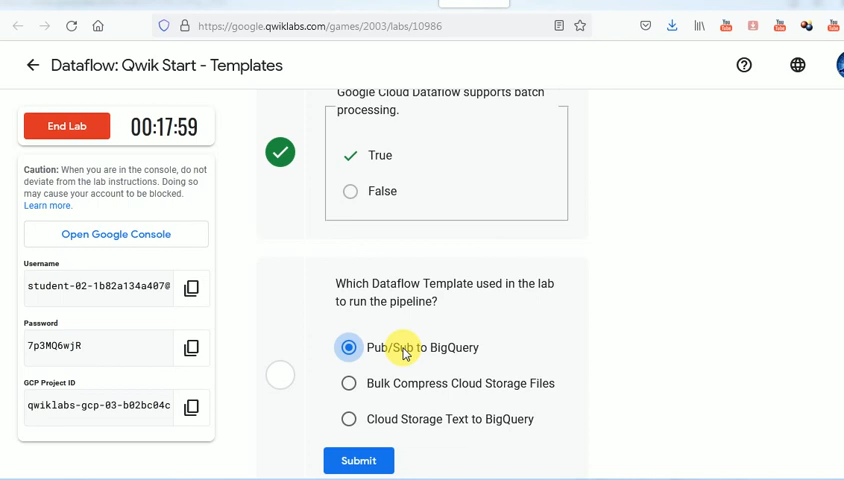 https://google.qwiklabs.com/games/2003/labs/10986
Dataflow: Qwik Start - Templates
End Lab
00:17:59
Caution: When you are in the console, do not
deviate from the lab instructions. Doing so
may cause your account to be blocked.
Learn more.
Open Google Console
Username
student-02-1b82a134a407@
Password
7p3MQ6wjR
GCP Project ID
qwiklabs-gcp-03-b02bc04c
Google Cloud Dataflow supports batch
processing.
True
False
Which Dataflow Template used in the lab
to run the pipeline?
Pub/Sub to BigQuery
Bulk Compress Cloud Storage Files
Cloud Storage Text to BigQuery
Submit